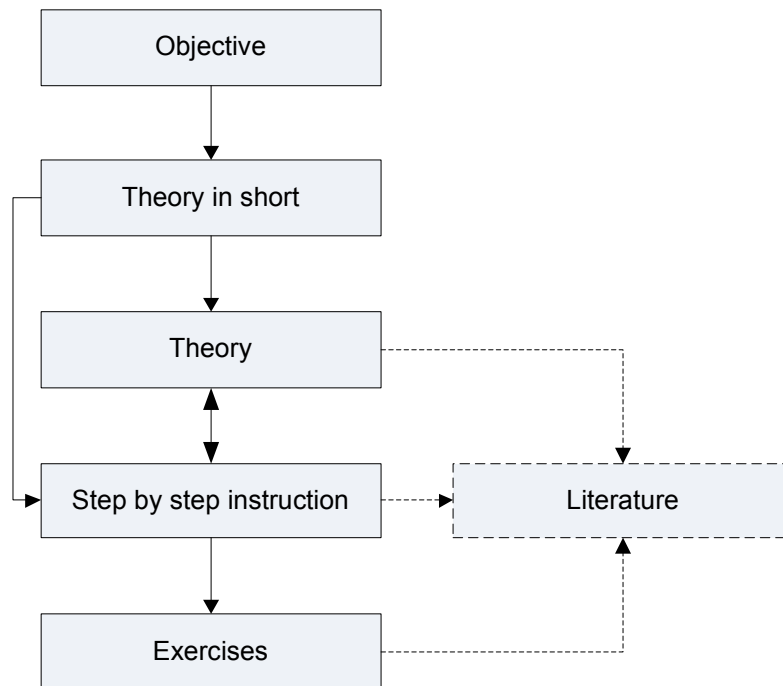 Objective
Theory in short
Theory
Step by step instruction
Literature
Exercises